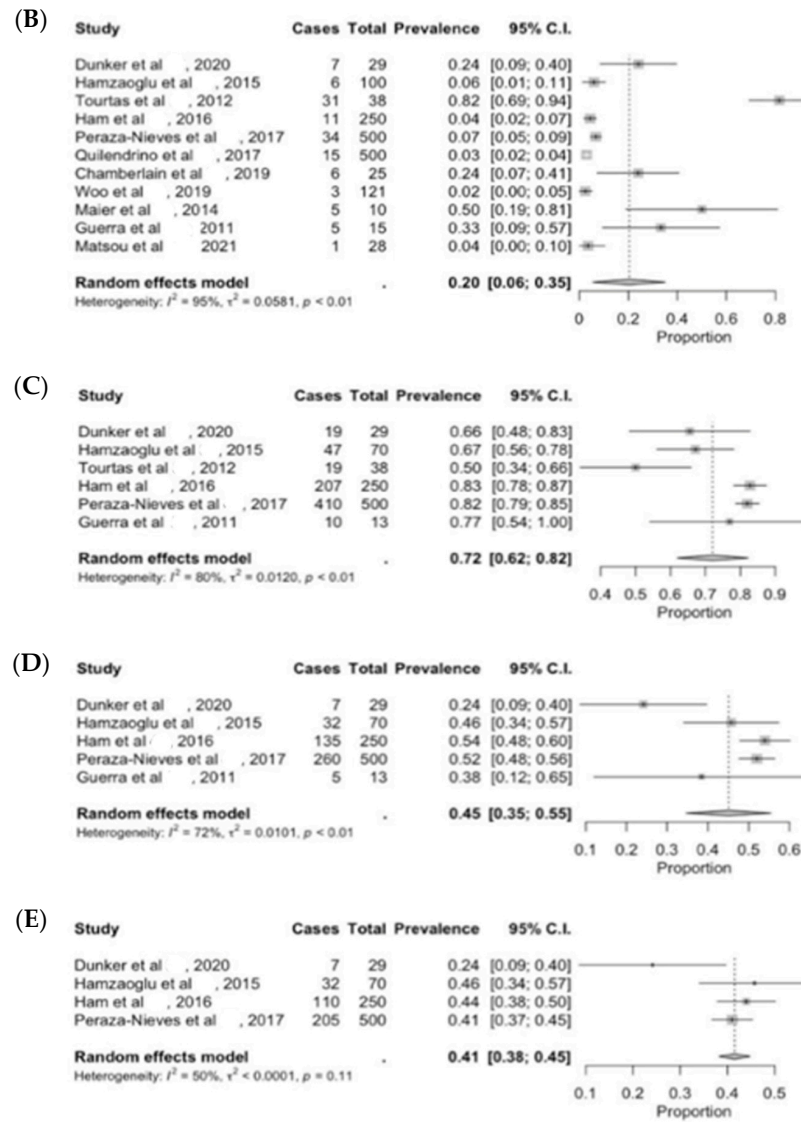 (B)
Study Cases Total Prevalence 95% C.I.
Dunker et al , 2020 7 29 0.24 [0.09; 0.40]
Hamzaoglu et al , 2015 6 100 0.06 [0.01; 0.11]
Tourtas et al , 2012 31 38 0.82 [0.69; 0.94]
Ham et al , 2016 11 250 0.04 [0.02; 0.07]
Peraza-Nieves et al , 2017 34 500 0.07 [0.05; 0.09]
Quilendrino et al , 2017 15 500 0.03 [0.02; 0.04]
Chamberlain et al , 2019 6 25 0.24 [0.07; 0.41]
Woo et al , 2019 3 121 0.02 [0.00; 0.05]
Maier et al , 2014 5 10 0.50 [0.19; 0.81]
Guerra et al 2011 5 15 0.33 [0.09; 0.57]
Matsou et al 2021 1 28 0.04 [0.00; 0.10]
Random effects model . 0.20 [0.06; 0.35]
Heterogeneity: I² = 95%, τ² = 0.0581, p < 0.01
0 0.2 0.4 0.6 0.8
Proportion
(C)
Study Cases Total Prevalence 95% C.I.
Dunker et al , 2020 19 29 0.66 [0.48; 0.83]
Hamzaoglu et al , 2015 47 70 0.67 [0.56; 0.78]
Tourtas et al , 2012 19 38 0.50 [0.34; 0.66]
Ham et al , 2016 207 250 0.83 [0.78; 0.87]
Peraza-Nieves et al , 2017 410 500 0.82 [0.79; 0.85]
Guerra et al , 2011 10 13 0.77 [0.54; 1.00]
Random effects model . 0.72 [0.62; 0.82]
Heterogeneity: I² = 80%, τ² = 0.0120, p < 0.01
0.4 0.5 0.6 0.7 0.8 0.9
Proportion
(D)
Study Cases Total Prevalence 95% C.I.
Dunker et al , 2020 7 29 0.24 [0.09; 0.40]
Hamzaoglu et al , 2015 32 70 0.46 [0.34; 0.57]
Ham et al , 2016 135 250 0.54 [0.48; 0.60]
Peraza-Nieves et al , 2017 260 500 0.52 [0.48; 0.56]
Guerra et al , 2011 5 13 0.38 [0.12; 0.65]
Random effects model . 0.45 [0.35; 0.55]
Heterogeneity: I² = 72%, τ² = 0.0101, p < 0.01
0.1 0.2 0.3 0.4 0.5 0.6
Proportion
(E)
Study Cases Total Prevalence 95% C.I.
Dunker et al , 2020 7 29 0.24 [0.09; 0.40]
Hamzaoglu et al , 2015 32 70 0.46 [0.34; 0.57]
Ham et al , 2016 110 250 0.44 [0.38; 0.50]
Peraza-Nieves et al , 2017 205 500 0.41 [0.37; 0.45]
Random effects model . 0.41 [0.38; 0.45]
Heterogeneity: I² = 50%, τ² < 0.0001, p = 0.11
0.1 0.2 0.3 0.4 0.5
Proportion